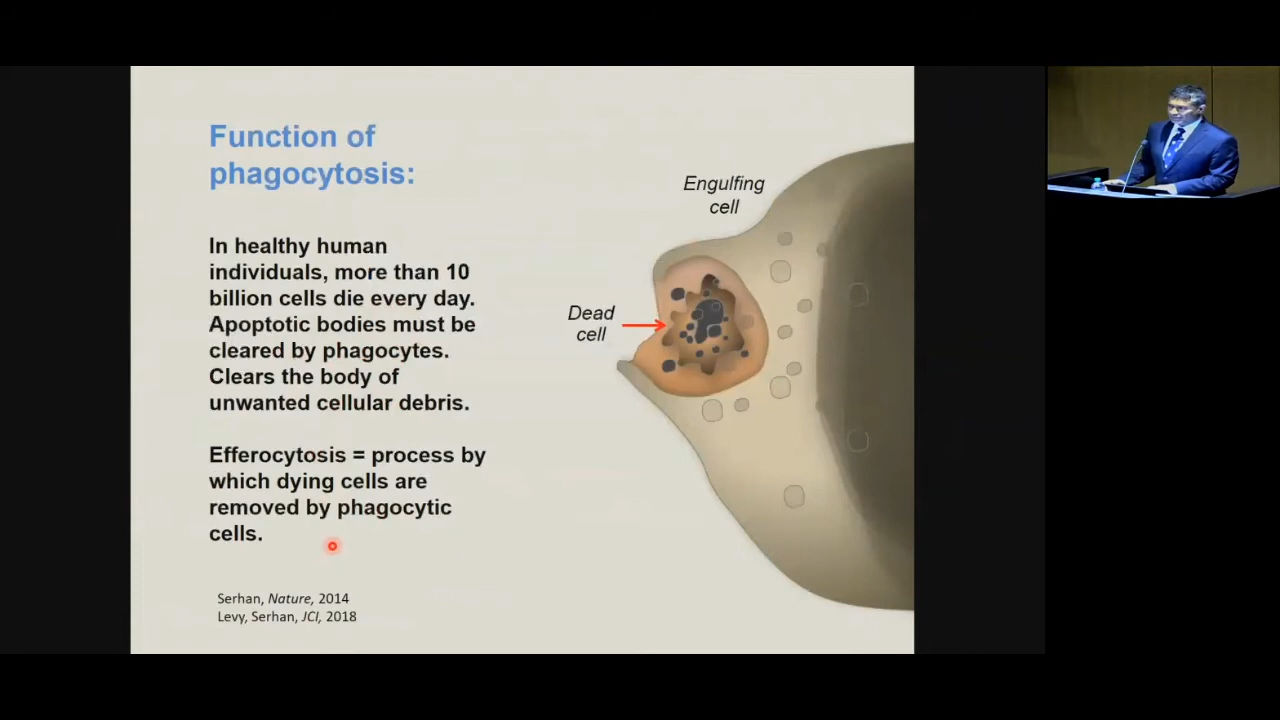 Function of
phagocytosis:
In healthy human
individuals, more than 10
billion cells die every day.
Apoptotic bodies must be
cleared by phagocytes.
Clears the body of
unwanted cellular debris.
Efferocytosis = process by
which dying cells are
removed by phagocytic
cells.
Serhan, Nature, 2014
Levy, Serhan, JCI, 2018
Engulfing
cell
Dead
cell